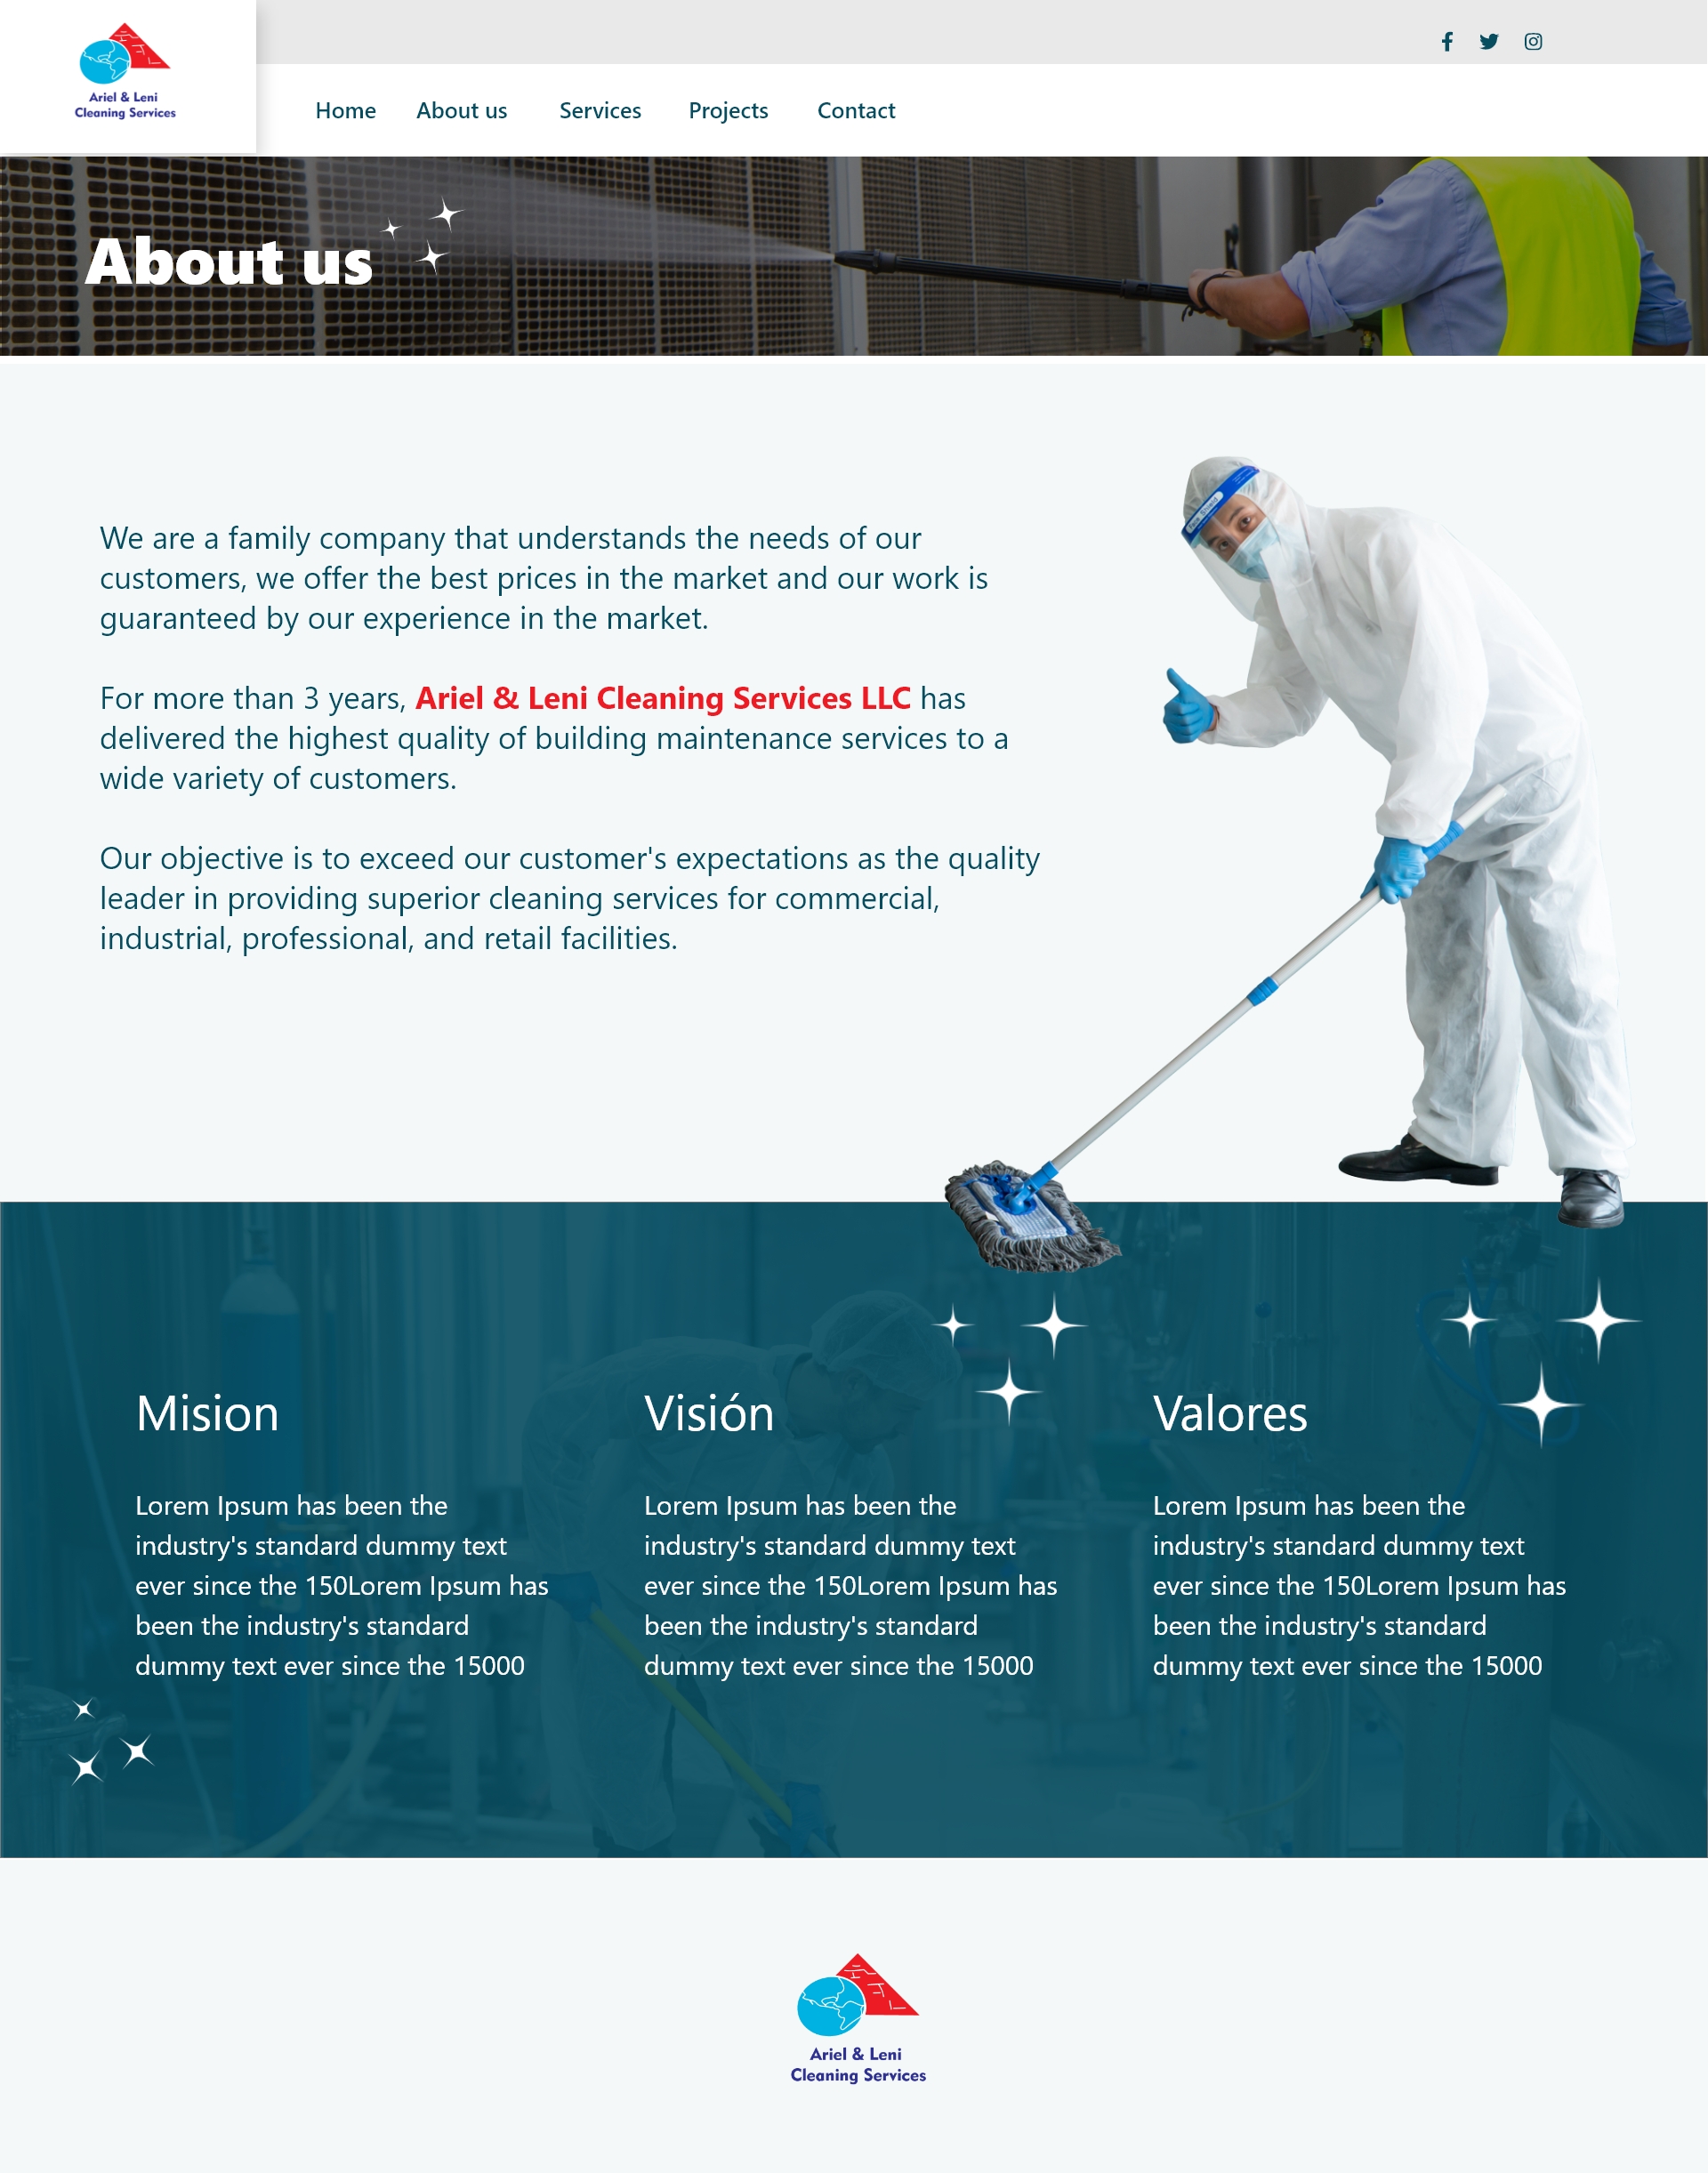 Ariel & Leni
Cleaning Services
Home About us Services Projects Contact
About us
We are a family company that understands the needs of our
customers, we offer the best prices in the market and our work is
guaranteed by our experience in the market.
For more than 3 years, Ariel & Leni Cleaning Services LLC has
delivered the highest quality of building maintenance services to a
wide variety of customers.
Our objective is to exceed our customer's expectations as the quality
leader in providing superior cleaning services for commercial,
industrial, professional, and retail facilities.
Face Shield
Mision
Lorem Ipsum has been the
industry's standard dummy text
ever since the 150Lorem Ipsum has
been the industry's standard
dummy text ever since the 15000
Visión
Lorem Ipsum has been the
industry's standard dummy text
ever since the 150Lorem Ipsum has
been the industry's standard
dummy text ever since the 15000
Valores
Lorem Ipsum has been the
industry's standard dummy text
ever since the 150Lorem Ipsum has
been the industry's standard
dummy text ever since the 15000
Ariel & Leni
Cleaning Services